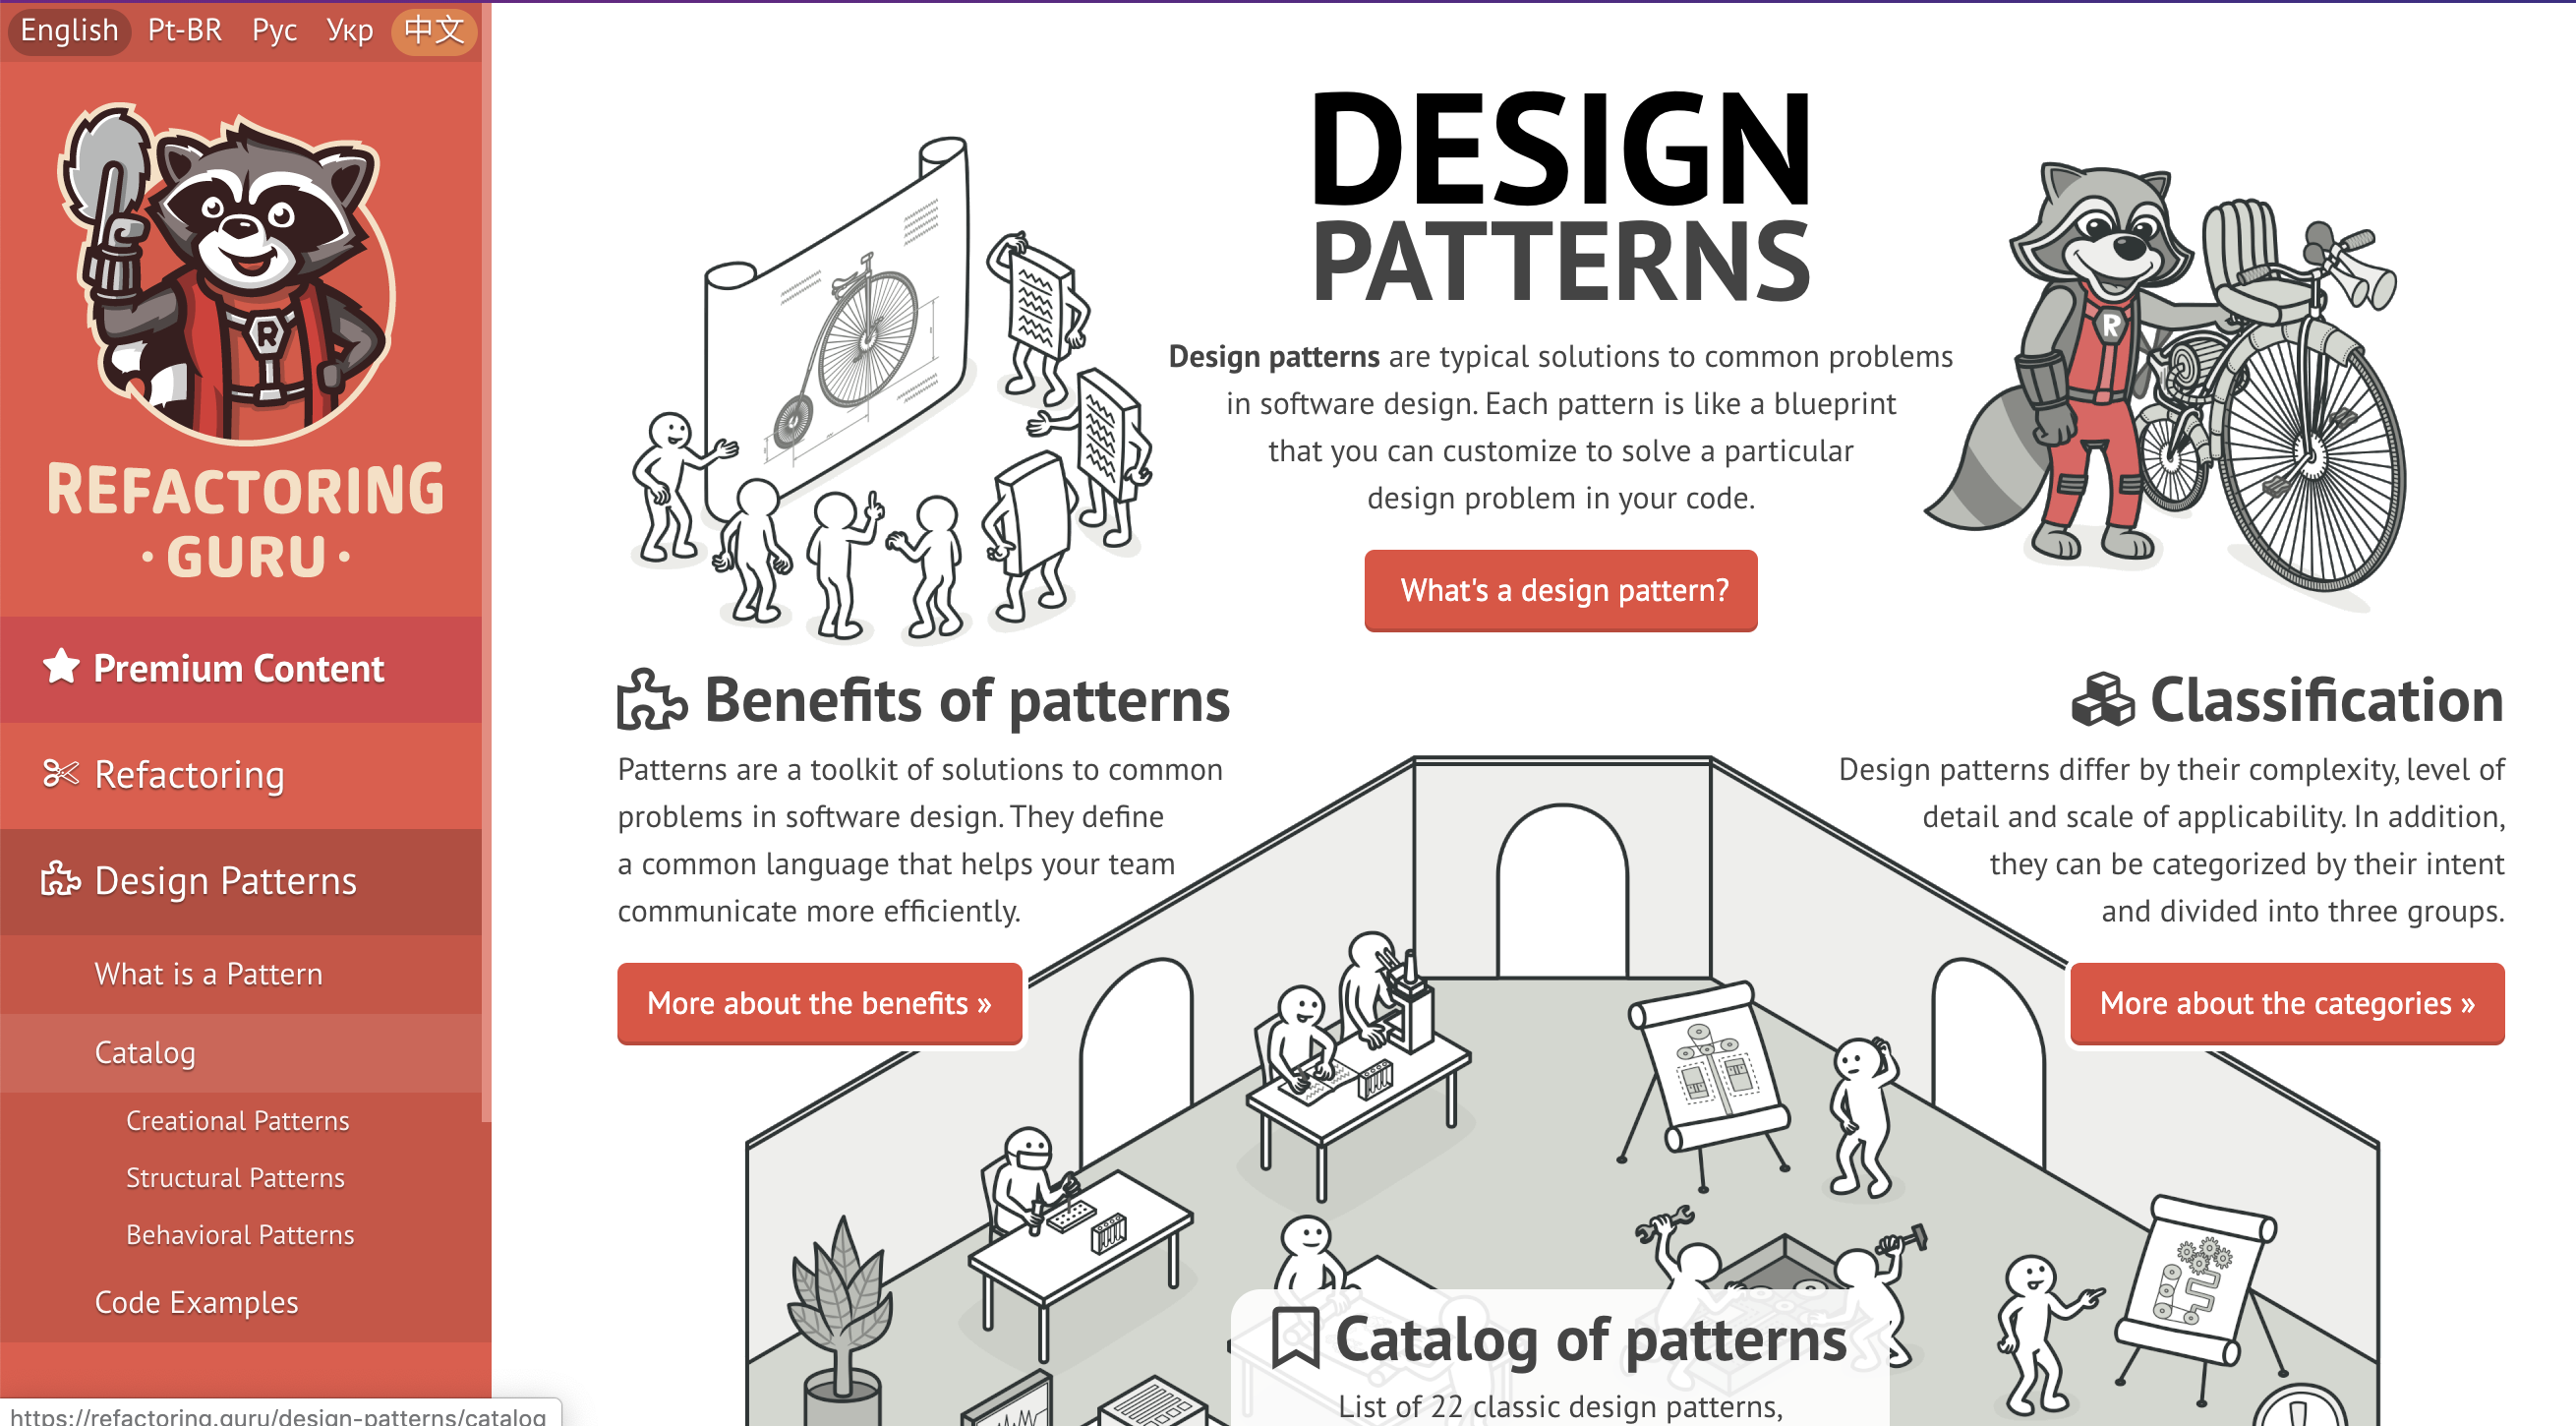 English Pt-BR Рус Укр 中文
R
REFACTORING
· GURU ·
Premium Content
Refactoring
Design Patterns
What is a Pattern
Catalog
Creational Patterns
Structural Patterns
Behavioral Patterns
Code Examples
https://refactoring.guru/design-patterns/catalog
DESIGN
PATTERNS
Design patterns are typical solutions to common problems
in software design. Each pattern is like a blueprint
that you can customize to solve a particular
design problem in your code.
What's a design pattern?
R
Benefits of patterns
Patterns are a toolkit of solutions to common
problems in software design. They define
a common language that helps your team
communicate more efficiently.
More about the benefits »
Classification
Design patterns differ by their complexity, level of
detail and scale of applicability. In addition,
they can be categorized by their intent
and divided into three groups.
More about the categories »
Catalog of patterns
List of 22 classic design patterns,